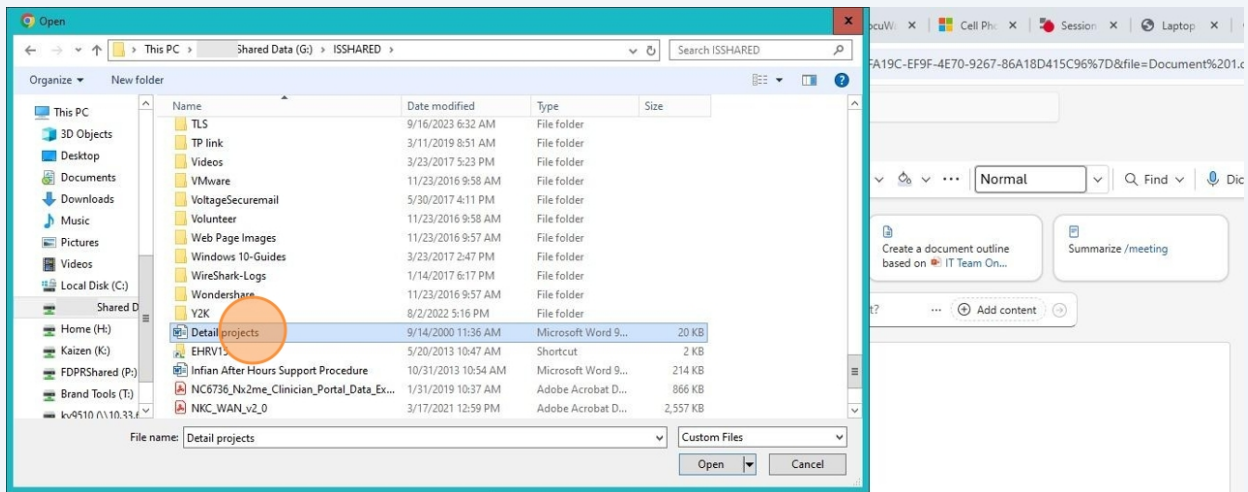 Open
This PC > Shared Data (G:) > ISSHARED >
Search ISSHARED
Organize
New folder
This PC
3D Objects
Desktop
Documents
Downloads
Music
Pictures
Videos
Local Disk (C:)
Shared D
Home (H:)
Kaizen (K:)
FDPRShared (P:)
Brand Tools (T:)
Name Date modified Type Size
TLS 9/16/2023 6:32 AM File folder
TP link 3/11/2019 8:51 AM File folder
Videos 3/23/2017 5:23 PM File folder
VMware 11/23/2016 9:58 AM File folder
VoltageSecuremail 5/30/2017 4:11 PM File folder
Volunteer 11/23/2016 9:58 AM File folder
Web Page Images 11/23/2016 9:57 AM File folder
Windows 10-Guides 3/23/2017 2:47 PM File folder
WireShark-Logs 1/14/2017 6:17 PM File folder
Wondershare 11/23/2016 9:57 AM File folder
Y2K 8/2/2022 5:16 PM File folder
Detail projects 9/14/2000 11:36 AM Microsoft Word 9... 20 KB
EHRV15 5/20/2013 10:47 AM Shortcut 2 KB
Infian After Hours Support Procedure 10/31/2013 10:54 AM Microsoft Word 9... 214 KB
NC6736_Nx2me_Clinician_Portal_Data_Ex... 1/31/2019 10:37 AM Adobe Acrobat D... 866 KB
NKC_WAN_v2_0 3/17/2021 12:59 PM Adobe Acrobat D... 2,557 KB
File name: Detail projects
Custom Files
Open
Cancel
Cell Pho
Session
Laptop
FA19C-EF9F-4E70-9267-86A18D415C96%7D&file=Document%201.c
Normal
Find
Dic
Create a document outline
based on IT Team On...
Summarize /meeting
t?
...
Add content